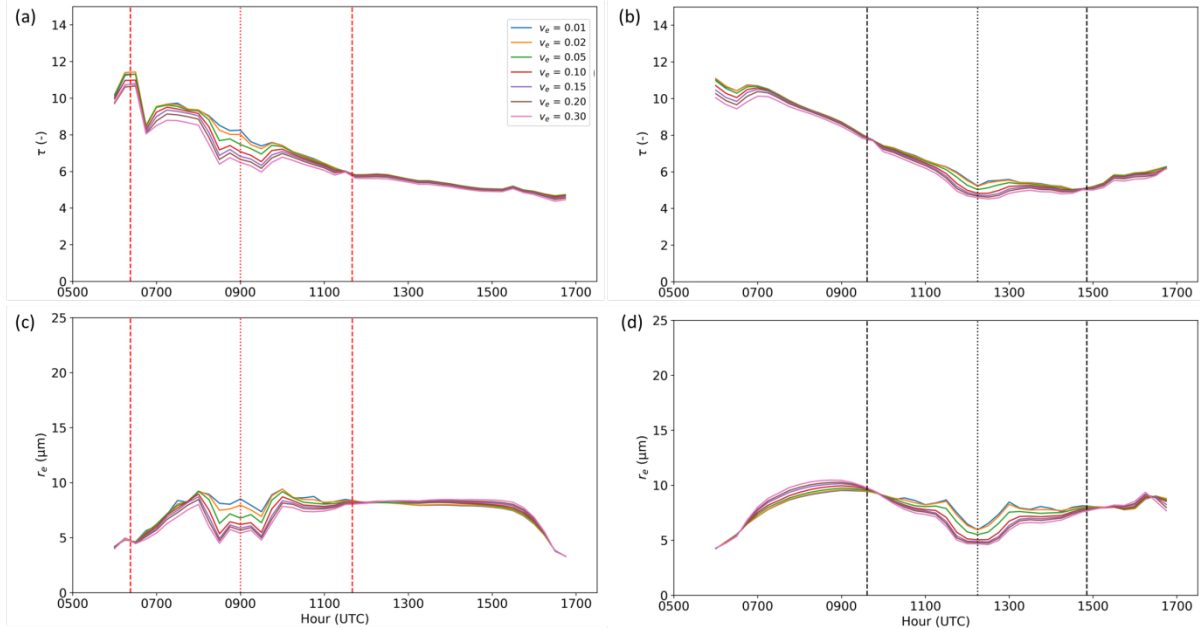 (a)
14
12
10
8
6
4
2
0
τ (-)
0500 0700 0900 1100 1300 1500 1700
v_e = 0.01
v_e = 0.02
v_e = 0.05
v_e = 0.10
v_e = 0.15
v_e = 0.20
v_e = 0.30
(b)
14
12
10
8
6
4
2
0
τ (-)
0500 0700 0900 1100 1300 1500 1700
(c)
25
20
15
10
5
0
r_e (μm)
0500 0700 0900 1100 1300 1500 1700
Hour (UTC)
(d)
25
20
15
10
5
0
r_e (μm)
0500 0700 0900 1100 1300 1500 1700
Hour (UTC)